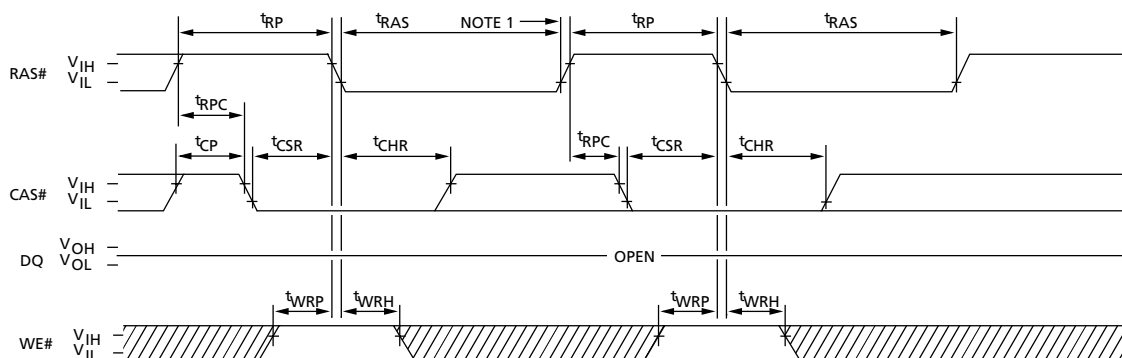 tRP tRAS NOTE 1 tRP tRAS
RAS# VIH
VIL
tRPC
tCP tCSR tCHR tRPC tCSR tCHR
CAS# VIH
VIL
DQ VOH
VOL
OPEN
tWRP tWRH tWRP tWRH
WE# VIH
VIL